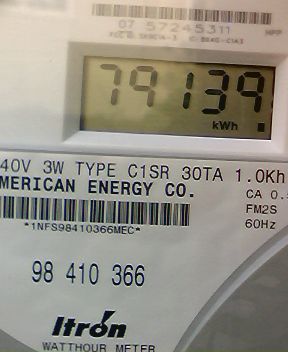 07 57245311
79139
kWh
40V 3W TYPE C1SR 30TA 1.0Kh
MERICAN ENERGY CO.
CA 0.
FM2S
60Hz
*1NFS98410366MEC*
98 410 366
Itrón
WATTHOUR METER